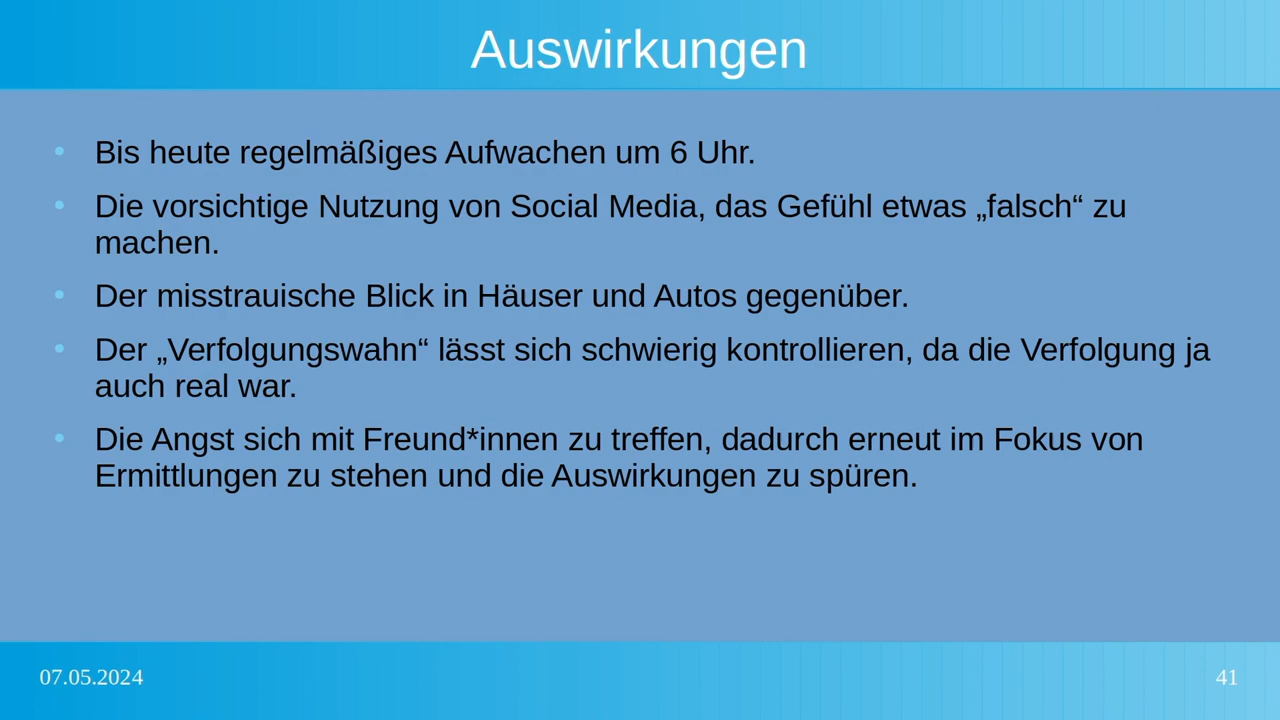 Auswirkungen
• Bis heute regelmäßiges Aufwachen um 6 Uhr.
• Die vorsichtige Nutzung von Social Media, das Gefühl etwas „falsch“ zu
machen.
• Der misstrauische Blick in Häuser und Autos gegenüber.
• Der „Verfolgungswahn“ lässt sich schwierig kontrollieren, da die Verfolgung ja
auch real war.
• Die Angst sich mit Freund*innen zu treffen, dadurch erneut im Fokus von
Ermittlungen zu stehen und die Auswirkungen zu spüren.
07.05.2024
41